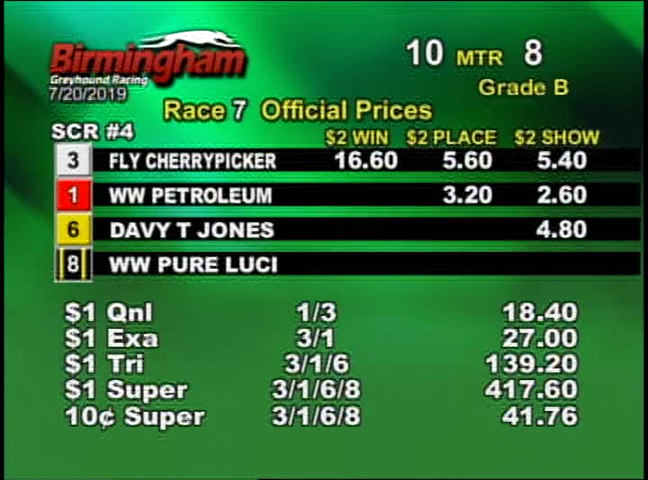 Birmingham
Greyhound Racing
7/20/2019
10 MTR 8
Grade B
Race 7 Official Prices
SCR #4
$2 WIN $2 PLACE $2 SHOW
3 FLY CHERRYPICKER 16.60 5.60 5.40
1 WW PETROLEUM 3.20 2.60
6 DAVY T JONES 4.80
8 WW PURE LUCI
$1 Qnl 1/3 18.40
$1 Exa 3/1 27.00
$1 Tri 3/1/6 139.20
$1 Super 3/1/6/8 417.60
10¢ Super 3/1/6/8 41.76